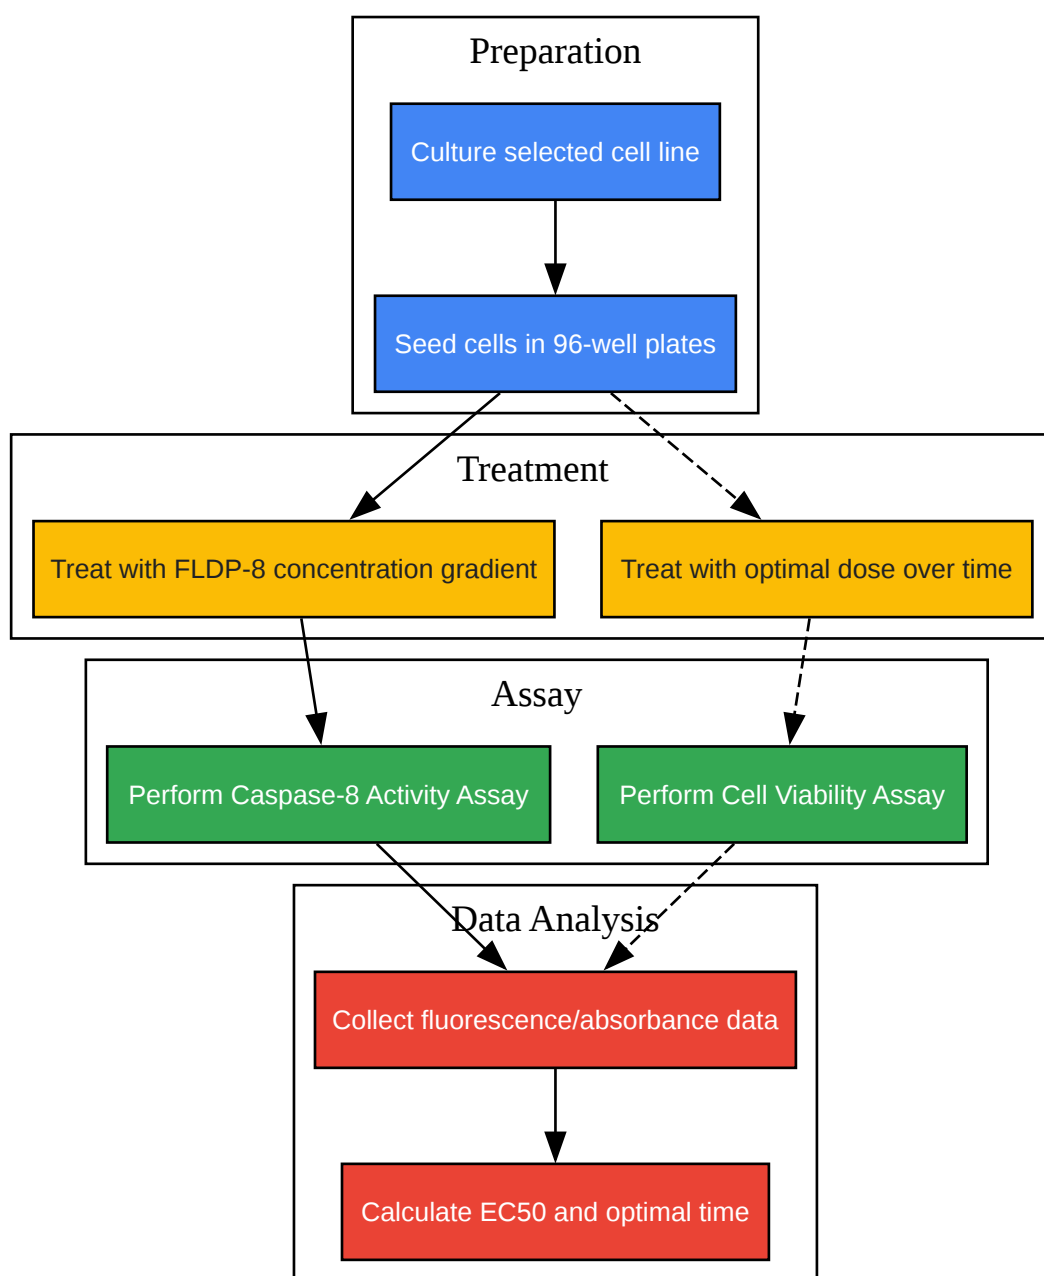 Preparation
Culture selected cell line
Seed cells in 96-well plates
Treatment
Treat with FLDP-8 concentration gradient
Treat with optimal dose over time
Assay
Perform Caspase-8 Activity Assay
Perform Cell Viability Assay
Data Analysis
Collect fluorescence/absorbance data
Calculate EC50 and optimal time